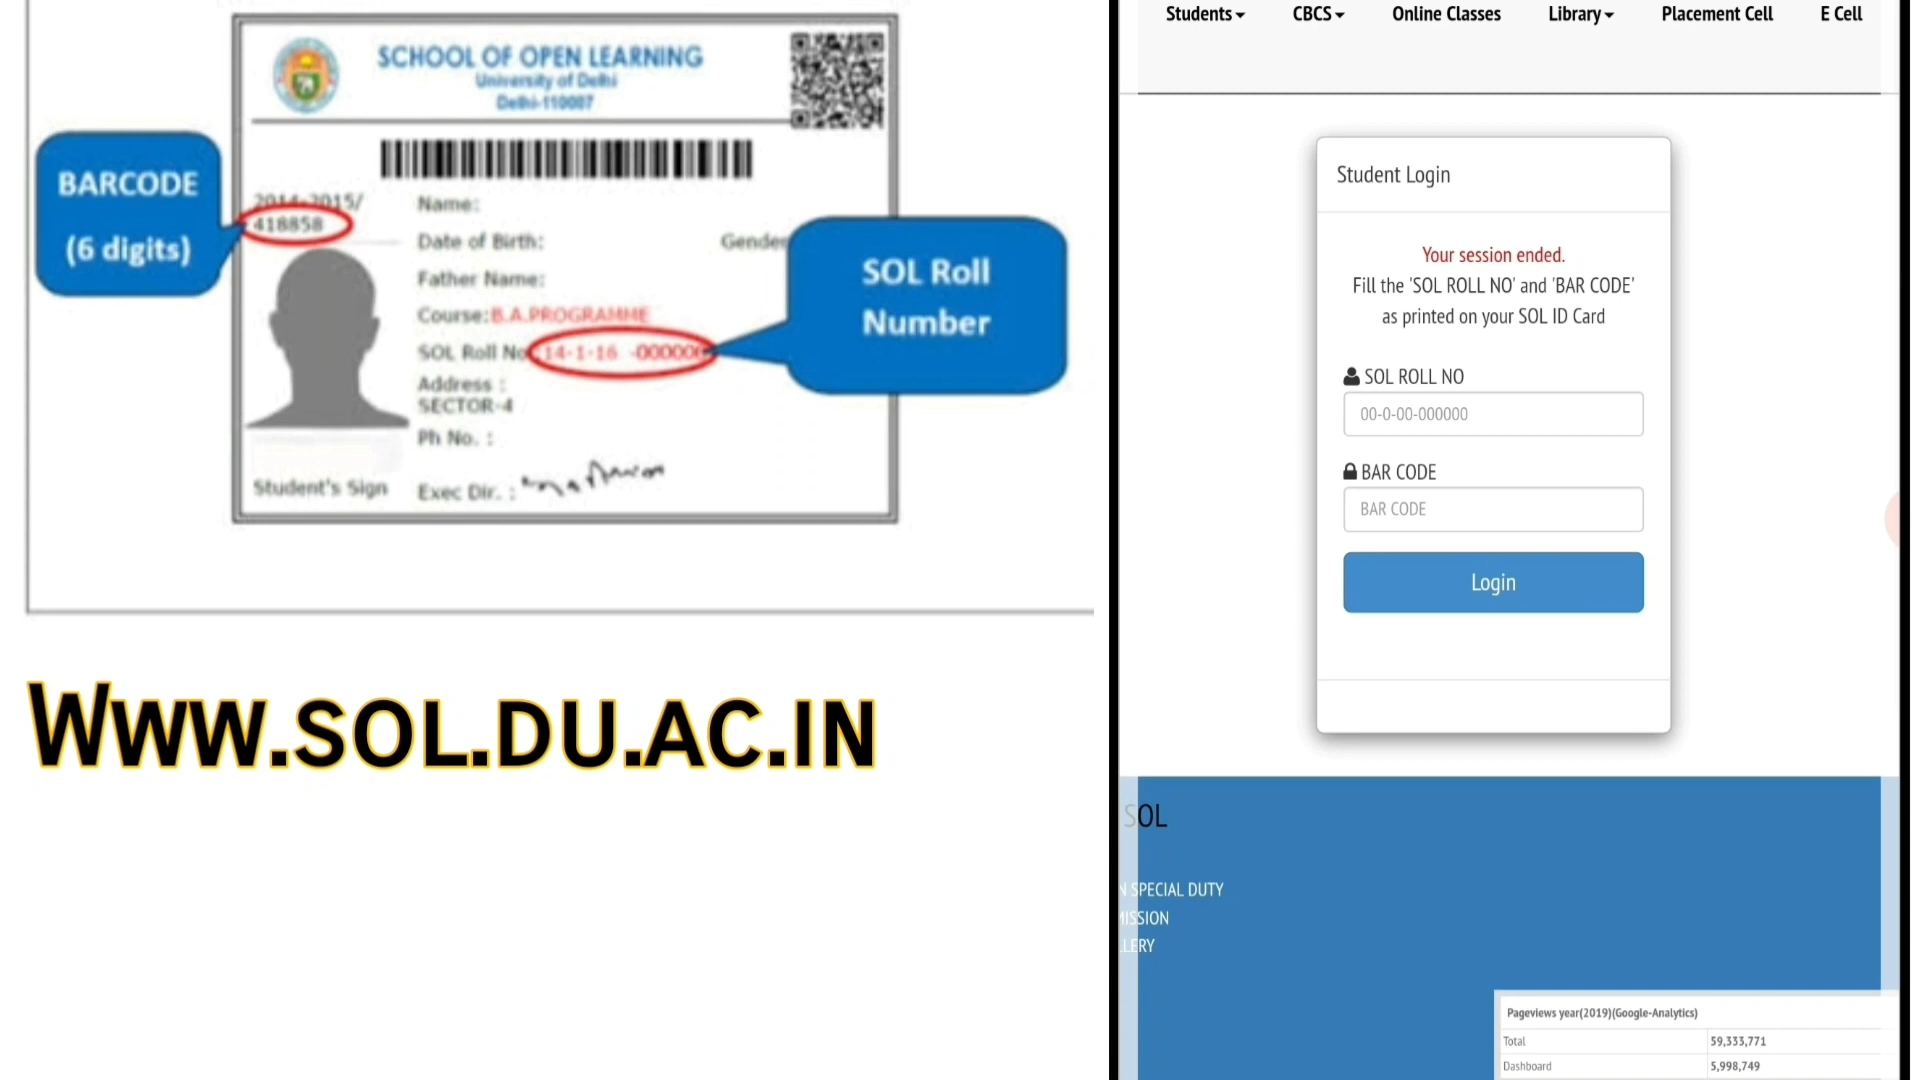 SCHOOL OF OPEN LEARNING
University of Delhi
Delhi-110007
BARCODE
(6 digits)
2014-2015/
418858
Name:
Date of Birth:
Gender
Father Name:
Course:B.A.PROGRAMME
SOL Roll No
14-1-16 -00000
SOL Roll
Number
Address :
SECTOR-4
Ph No. :
Student's Sign
Exec Dir. :
WWW.SOL.DU.AC.IN
Students
CBCS
Online Classes
Library
Placement Cell
E Cell
Student Login
Your session ended.
Fill the 'SOL ROLL NO' and 'BAR CODE'
as printed on your SOL ID Card
SOL ROLL NO
00-0-00-000000
BAR CODE
BAR CODE
Login
SOL
N SPECIAL DUTY
MISSION
LLERY
Pageviews year(2019)(Google-Analytics)
Total 59,333,771
Dashboard 5,998,749